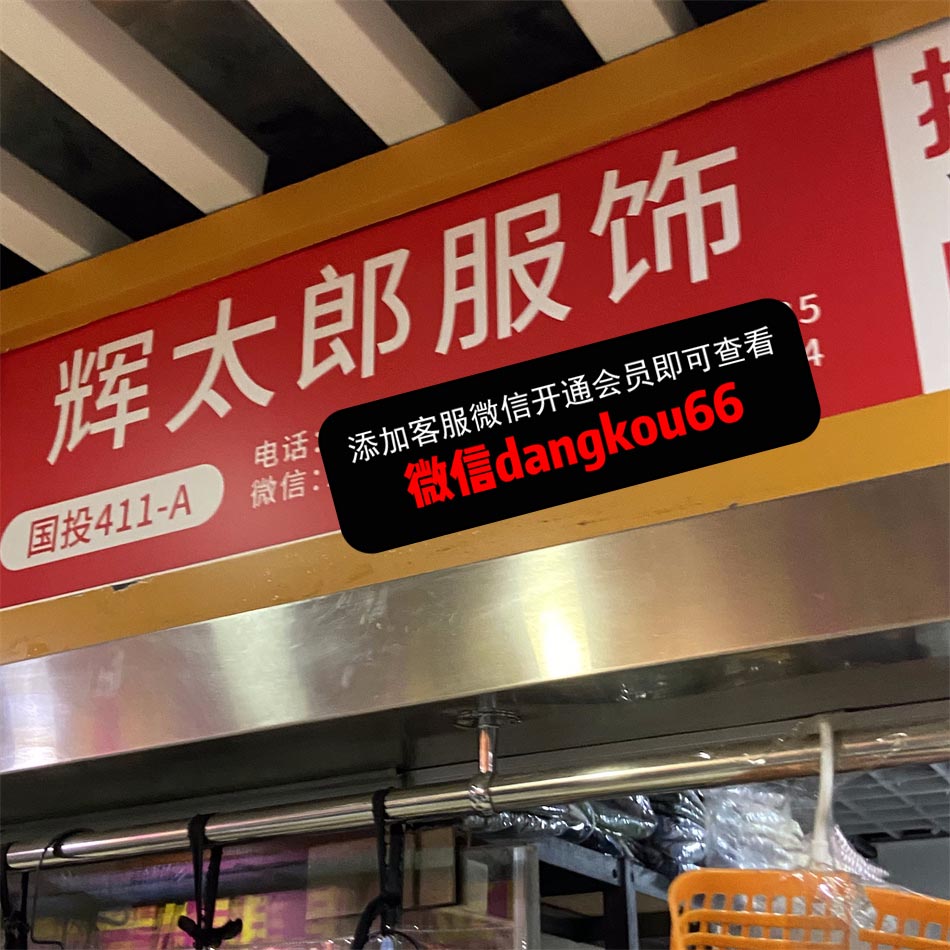 辉太郎服饰
国投411-A
电话:
微信:
5
4
添加客服微信开通会员即可查看
微信dangkou66